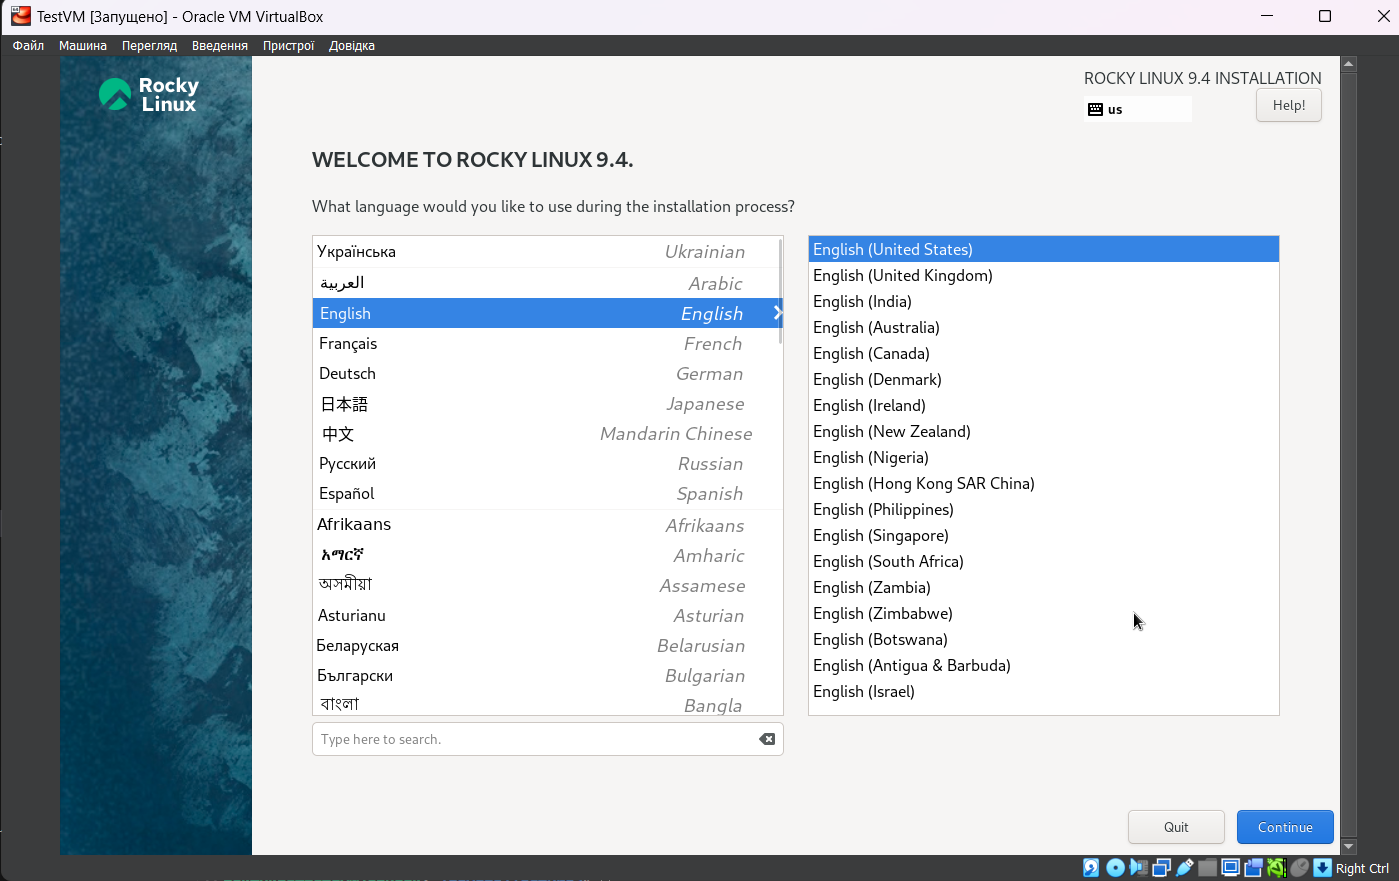 TestVM [Запущено] - Oracle VM VirtualBox
Файл Машина Перегляд Введення Пристрої Довідка
Rocky
Linux
ROCKY LINUX 9.4 INSTALLATION
us
Help!
WELCOME TO ROCKY LINUX 9.4.
What language would you like to use during the installation process?
Українська Ukrainian
العربية Arabic
English English
Français French
Deutsch German
日本語 Japanese
中文 Mandarin Chinese
Русский Russian
Español Spanish
Afrikaans Afrikaans
አማርኛ Amharic
অসমীয়া Assamese
Asturianu Asturian
Беларуская Belarusian
Български Bulgarian
বাংলা Bangla
Type here to search.
English (United States)
English (United Kingdom)
English (India)
English (Australia)
English (Canada)
English (Denmark)
English (Ireland)
English (New Zealand)
English (Nigeria)
English (Hong Kong SAR China)
English (Philippines)
English (Singapore)
English (South Africa)
English (Zambia)
English (Zimbabwe)
English (Botswana)
English (Antigua & Barbuda)
English (Israel)
Quit
Continue
Right Ctrl